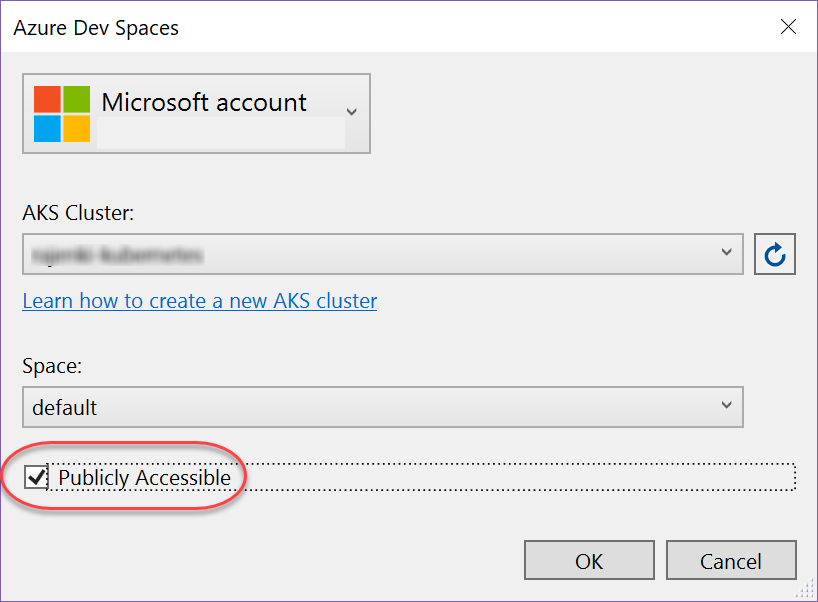 Azure Dev Spaces
Microsoft account
AKS Cluster:
Learn how to create a new AKS cluster
Space:
default
Publicly Accessible
OK
Cancel